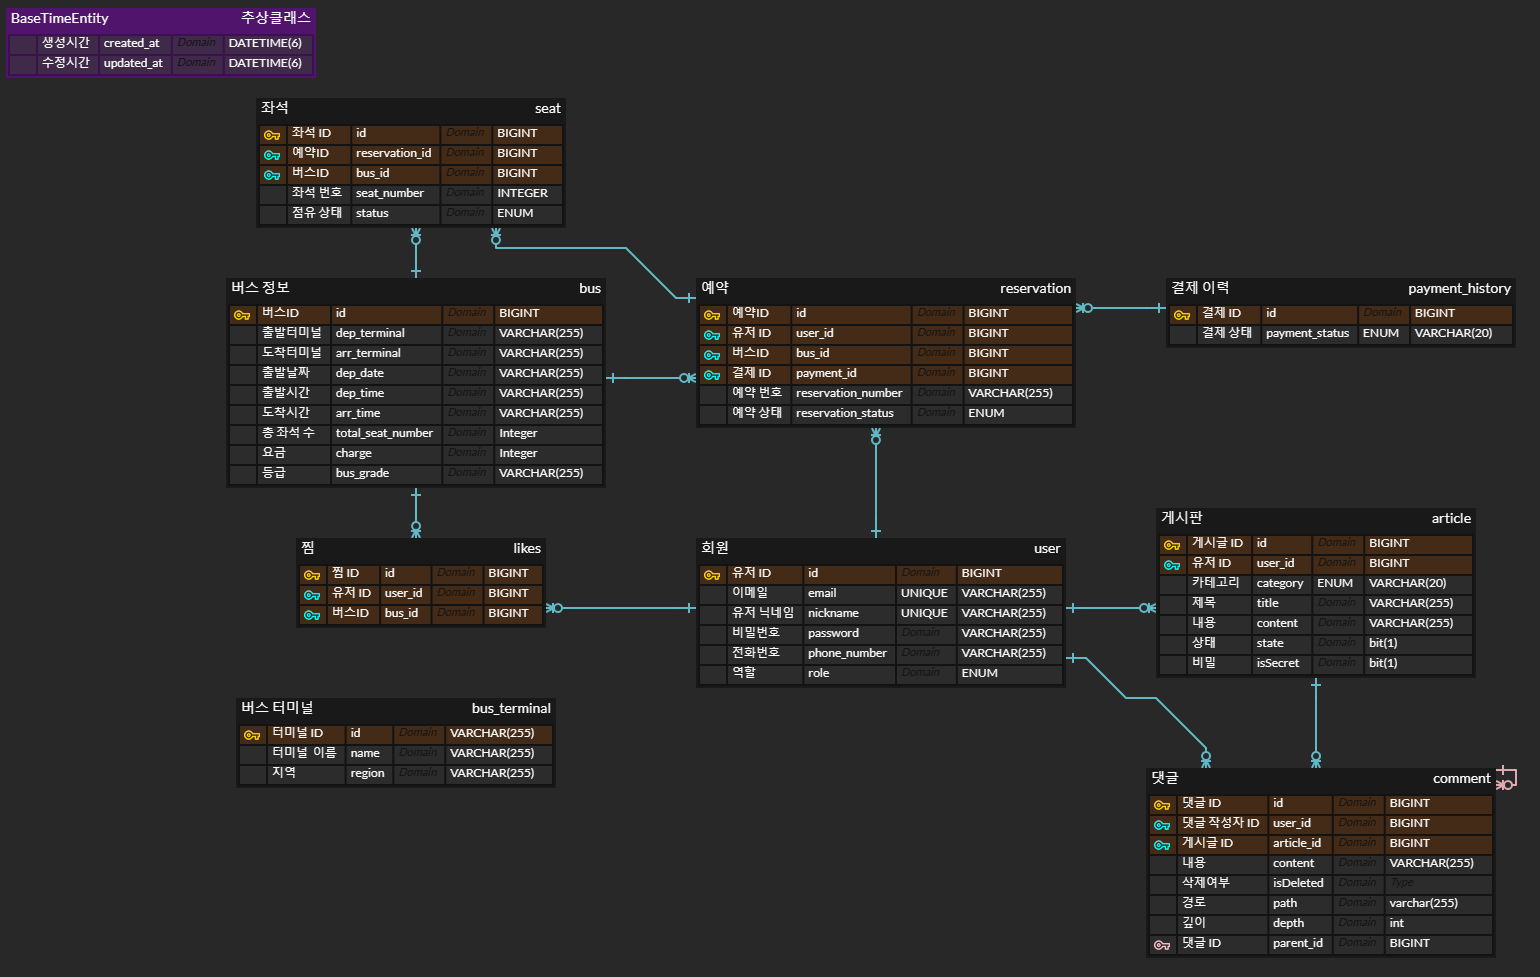 BaseTimeEntity 추상클래스
생성시간 created_at Domain DATETIME(6)
수정시간 updated_at Domain DATETIME(6)
좌석 seat
좌석 ID id Domain BIGINT
예약ID reservation_id Domain BIGINT
버스ID bus_id Domain BIGINT
좌석 번호 seat_number Domain INTEGER
점유 상태 status Domain ENUM
버스 정보 bus
버스ID id Domain BIGINT
출발터미널 dep_terminal Domain VARCHAR(255)
도착터미널 arr_terminal Domain VARCHAR(255)
출발날짜 dep_date Domain VARCHAR(255)
출발시간 dep_time Domain VARCHAR(255)
도착시간 arr_time Domain VARCHAR(255)
총 좌석 수 total_seat_number Domain Integer
요금 charge Domain Integer
등급 bus_grade Domain VARCHAR(255)
예약 reservation
예약ID id Domain BIGINT
유저 ID user_id Domain BIGINT
버스ID bus_id Domain BIGINT
결제 ID payment_id Domain BIGINT
예약 번호 reservation_number Domain VARCHAR(255)
예약 상태 reservation_status Domain ENUM
결제 이력 payment_history
결제 ID id Domain BIGINT
결제 상태 payment_status ENUM VARCHAR(20)
찜 likes
찜 ID id Domain BIGINT
유저 ID user_id Domain BIGINT
버스ID bus_id Domain BIGINT
회원 user
유저 ID id Domain BIGINT
이메일 email UNIQUE VARCHAR(255)
유저 닉네임 nickname UNIQUE VARCHAR(255)
비밀번호 password Domain VARCHAR(255)
전화번호 phone_number Domain VARCHAR(255)
역할 role Domain ENUM
게시판 article
게시글 ID id Domain BIGINT
유저 ID user_id Domain BIGINT
카테고리 category ENUM VARCHAR(20)
제목 title Domain VARCHAR(255)
내용 content Domain VARCHAR(255)
상태 state Domain bit(1)
비밀 isSecret Domain bit(1)
버스 터미널 bus_terminal
터미널 ID id Domain VARCHAR(255)
터미널 이름 name Domain VARCHAR(255)
지역 region Domain VARCHAR(255)
댓글 comment
댓글 ID id Domain BIGINT
댓글 작성자 ID user_id Domain BIGINT
게시글 ID article_id Domain BIGINT
내용 content Domain VARCHAR(255)
삭제여부 isDeleted Domain Type
경로 path Domain varchar(255)
깊이 depth Domain int
댓글 ID parent_id Domain BIGINT